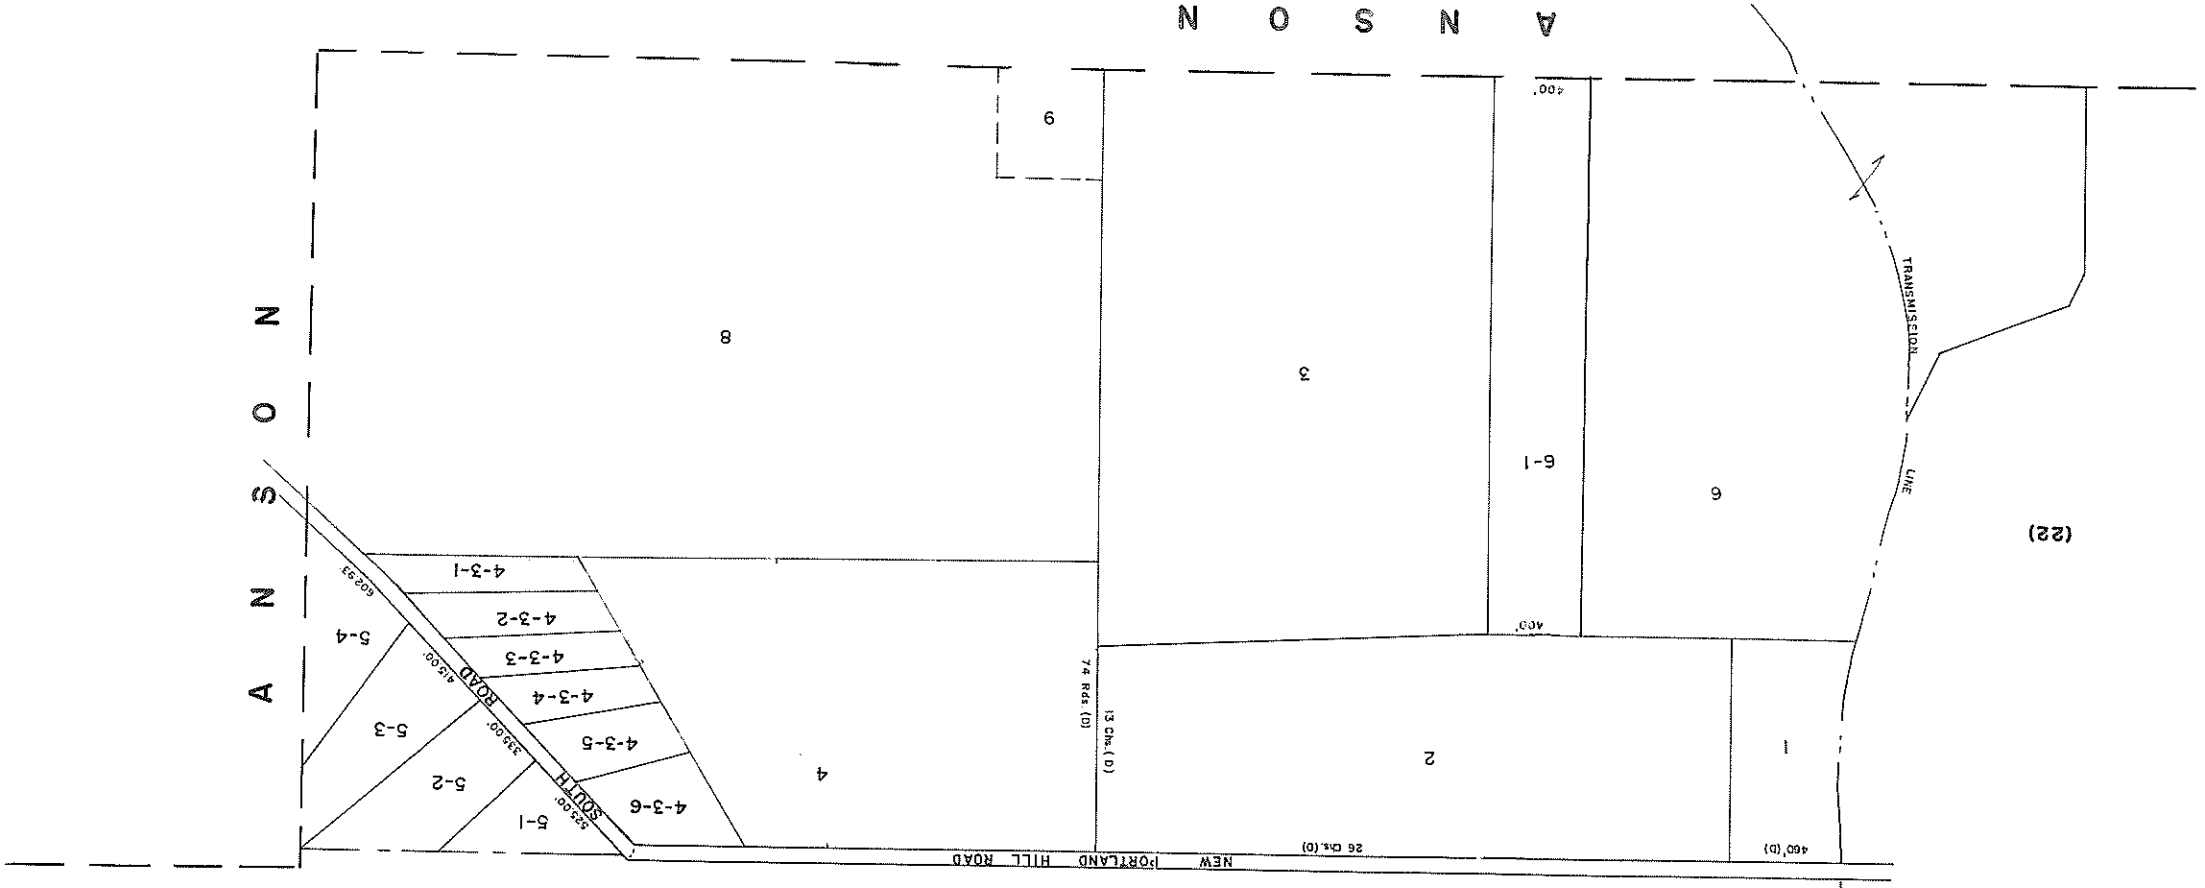 NEW PORTLAND HILL ROAD
460'(D)
26 Chs.(D)
1
2
13 Chs.(D)
74 Rds.(D)
4
4-3-6
4-3-5
4-3-4
4-3-3
4-3-2
4-3-1
SOUTH ROAD
525.00'
335.00'
415.00'
602.93'
5-1
5-2
5-3
5-4
ANSON
(22)
TRANSMISSION LINE
400'
9
9-1
3
8
6
400'
ANSON